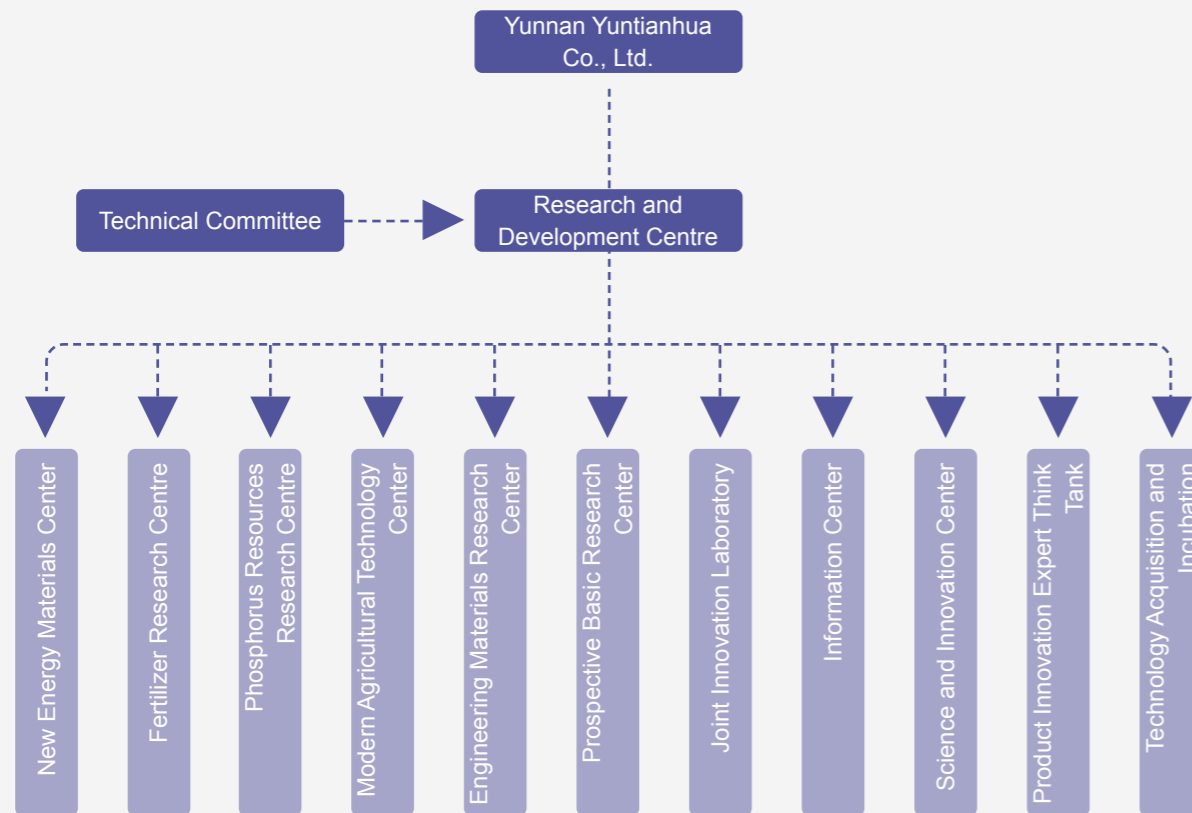 Yunnan Yuntianhua
Co., Ltd.
Technical Committee
Research and
Development Centre
New Energy Materials Center
Fertilizer Research Centre
Phosphorus Resources
Research Centre
Modern Agricultural Technology
Center
Engineering Materials Research
Center
Prospective Basic Research
Center
Joint Innovation Laboratory
Information Center
Science and Innovation Center
Product Innovation Expert Think
Tank
Technology Acquisition and
Incubation